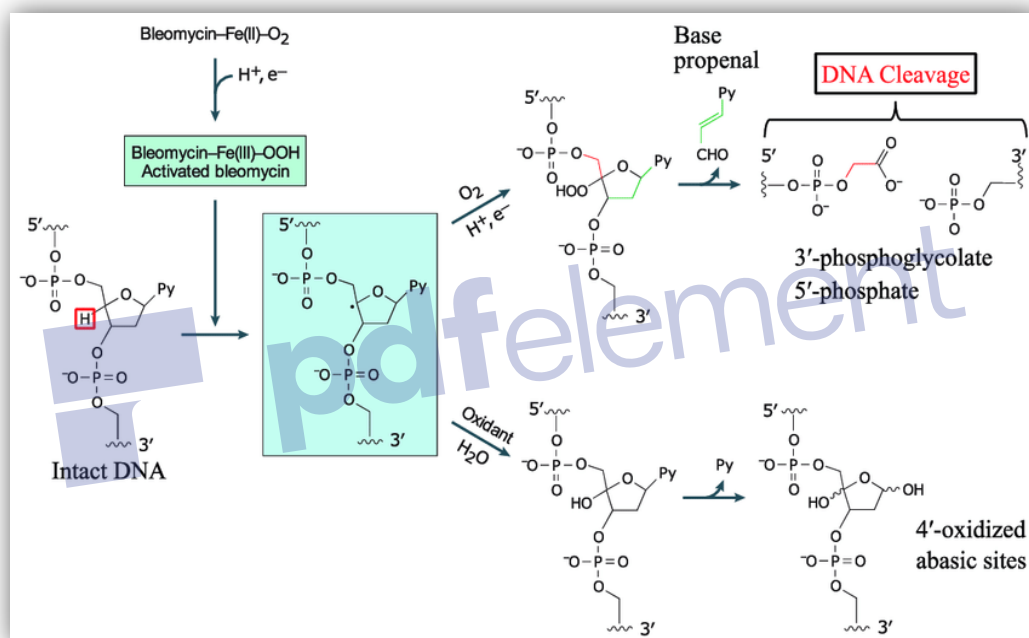 Bleomycin–Fe(II)–O₂
H⁺, e⁻
Bleomycin–Fe(III)–OOH
Activated bleomycin
5′
O
⁻O–P–O
O
O
Py
H
O
⁻O–P=O
O
3′
Intact DNA
5′
O
⁻O–P–O
O
O
Py
•
O
⁻O–P=O
O
3′
O₂
H⁺, e⁻
5′
O
⁻O–P–O
O
O
Py
HOO
O
⁻O–P=O
O
3′
Base
propenal
Py
CHO
DNA Cleavage
5′
O–P–O
O
O⁻
O
O⁻
3′
O
⁻O–P–O
O⁻
3′-phosphoglycolate
5′-phosphate
Oxidant
H₂O
5′
O
⁻O–P–O
O
O
Py
HO
O
⁻O–P=O
O
3′
Py
5′
O
⁻O–P–O
O
O
OH
HO
O
⁻O–P=O
O
3′
4′-oxidized
abasic sites
pdfelement